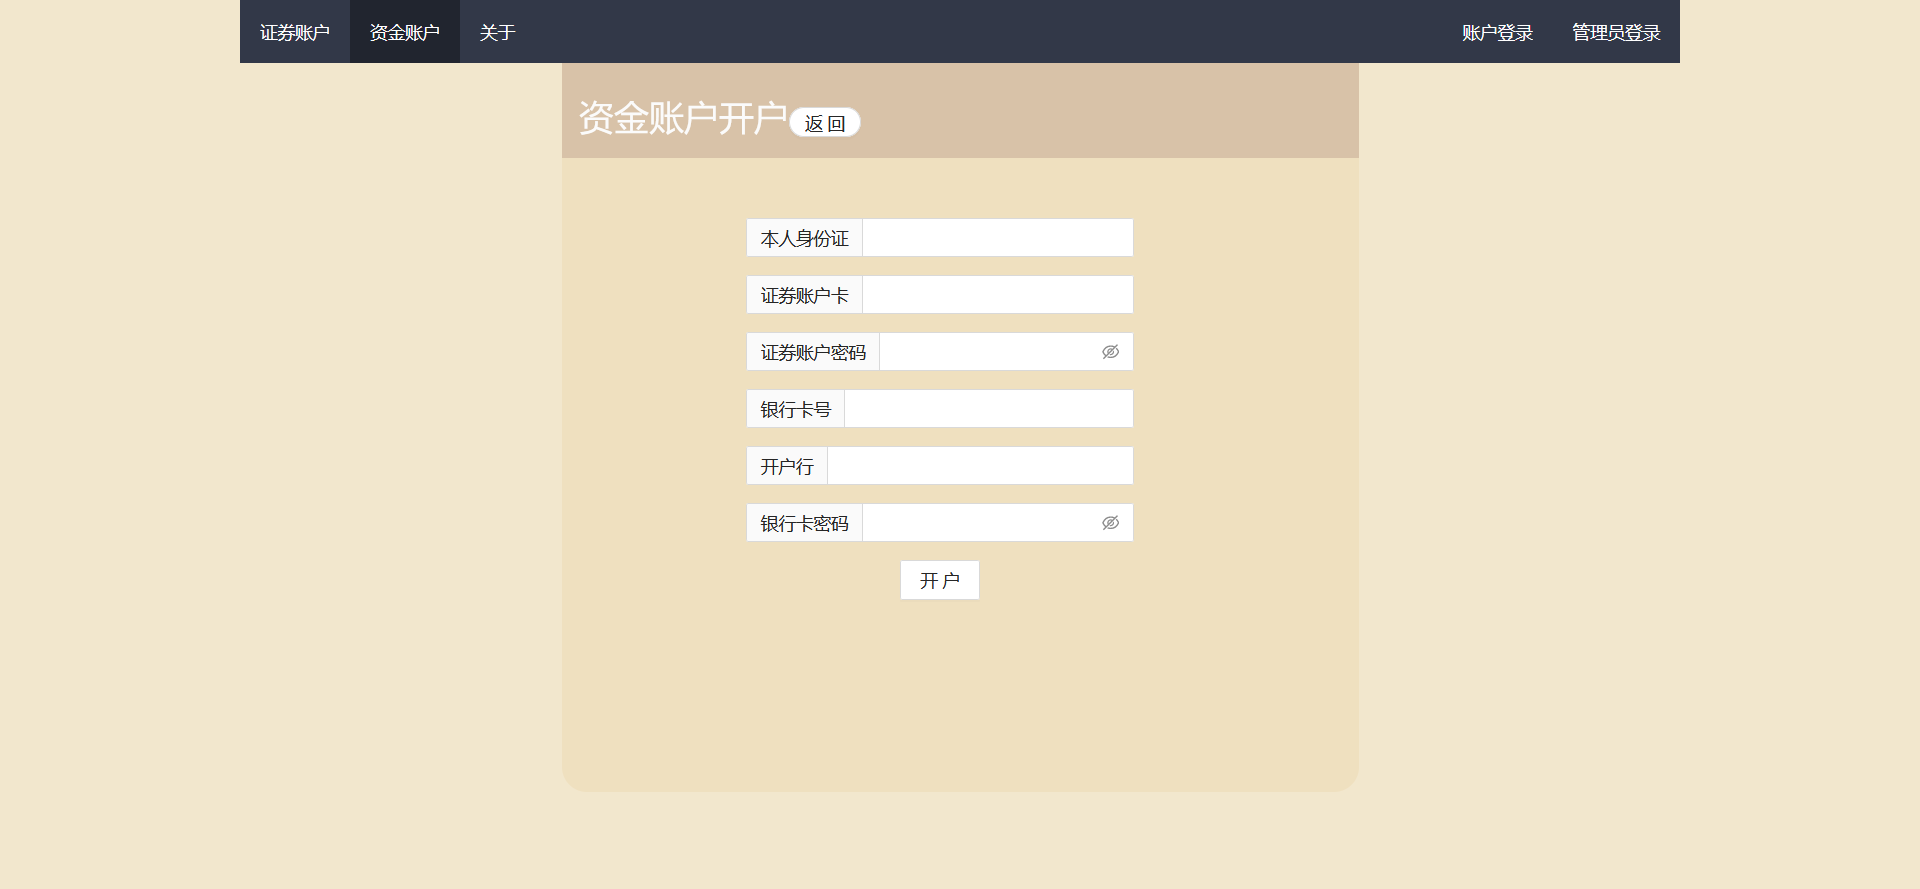 证券账户 资金账户 关于 账户登录 管理员登录
资金账户开户 返 回
本人身份证
证券账户卡
证券账户密码
银行卡号
开户行
银行卡密码
开 户